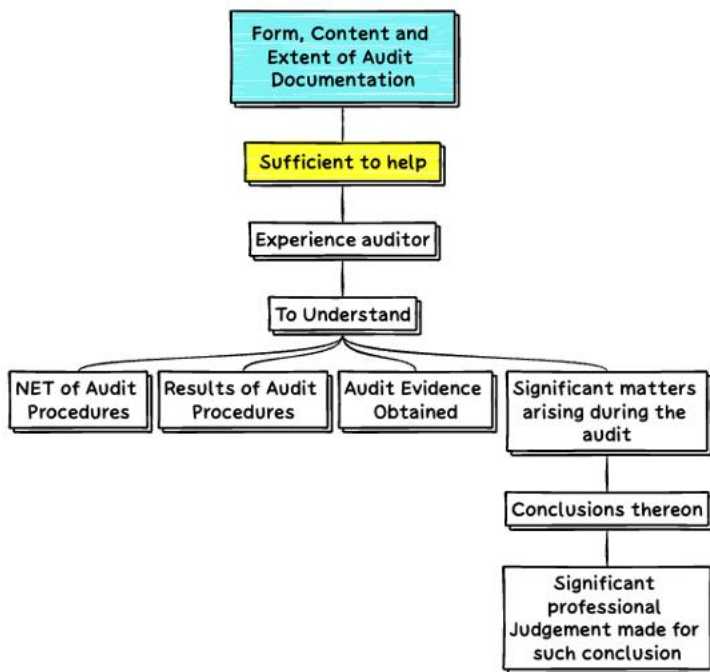 Form, Content and
Extent of Audit
Documentation
Sufficient to help
Experience auditor
To Understand
NET of Audit
Procedures
Results of Audit
Procedures
Audit Evidence
Obtained
Significant matters
arising during the
audit
Conclusions thereon
Significant
professional
Judgement made for
such conclusion